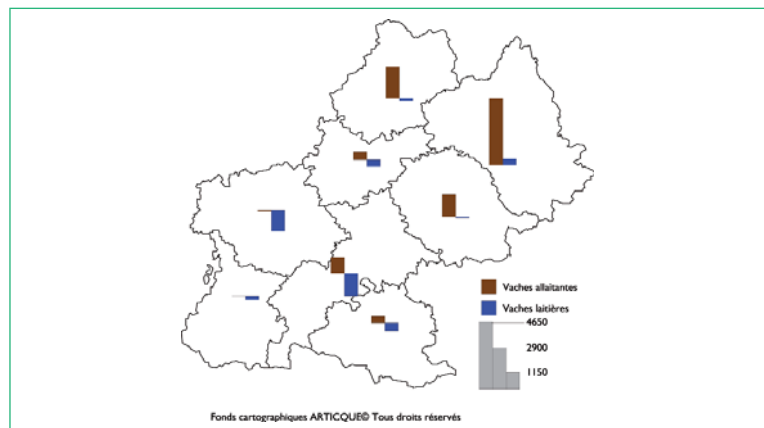 Vaches allaitantes
Vaches laitières
4650
2900
1150
Fonds cartographiques ARTICQUE© Tous droits réservés